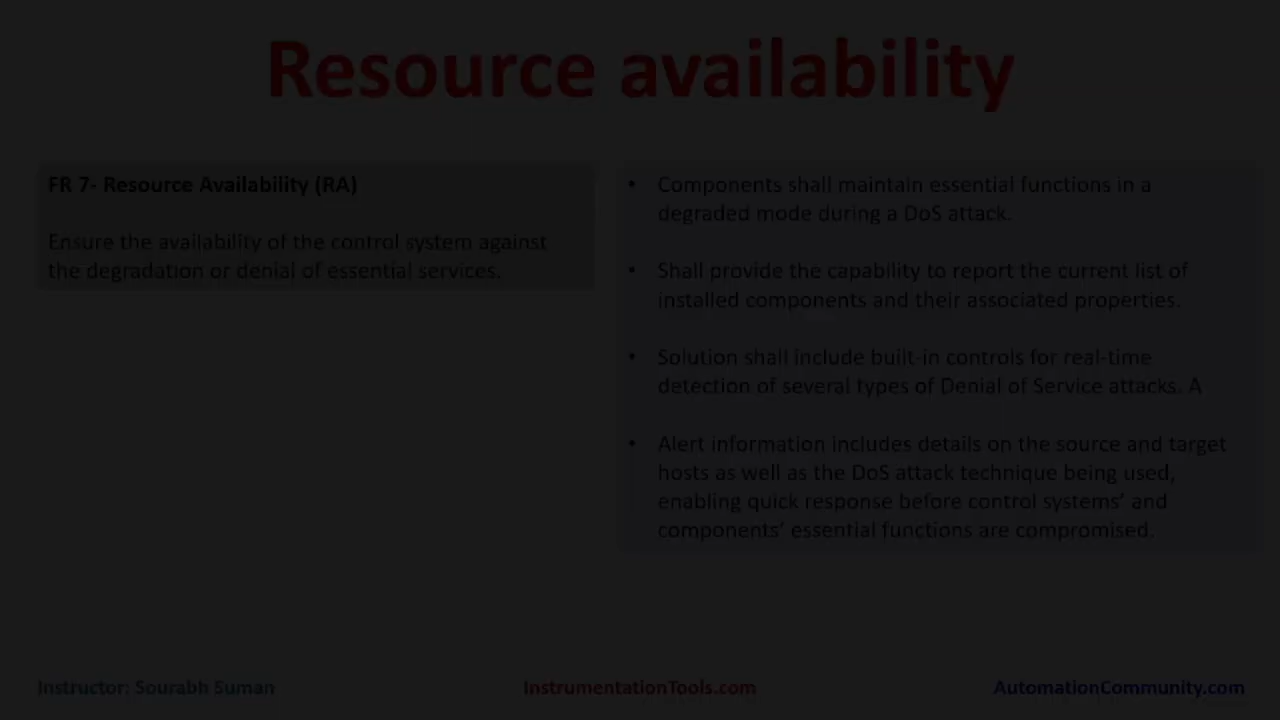 Resource availability
FR 7- Resource Availability (RA)
Ensure the availability of the control system against
the degradation or denial of essential services.
• Components shall maintain essential functions in a
degraded mode during a DoS attack.
• Shall provide the capability to report the current list of
installed components and their associated properties.
• Solution shall include built-in controls for real-time
detection of several types of Denial of Service attacks. A
• Alert information includes details on the source and target
hosts as well as the DoS attack technique being used,
enabling quick response before control systems’ and
components’ essential functions are compromised.
Instructor: Sourabh Suman
InstrumentationTools.com
AutomationCommunity.com